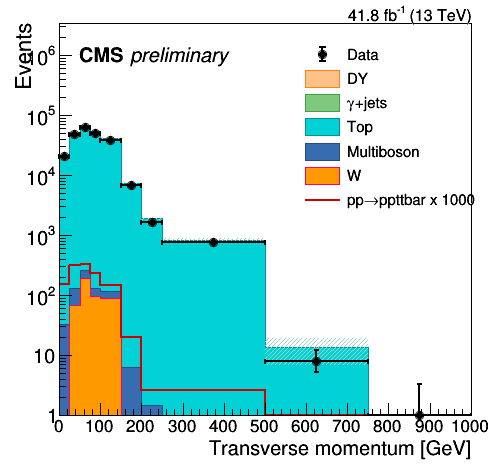 41.8 fb⁻¹ (13 TeV)
Events
CMS preliminary
Data
DY
γ+jets
Top
Multiboson
W
pp→ppttbar x 1000
10⁶
10⁵
10⁴
10³
10²
10
1
0 100 200 300 400 500 600 700 800 900 1000
Transverse momentum [GeV]